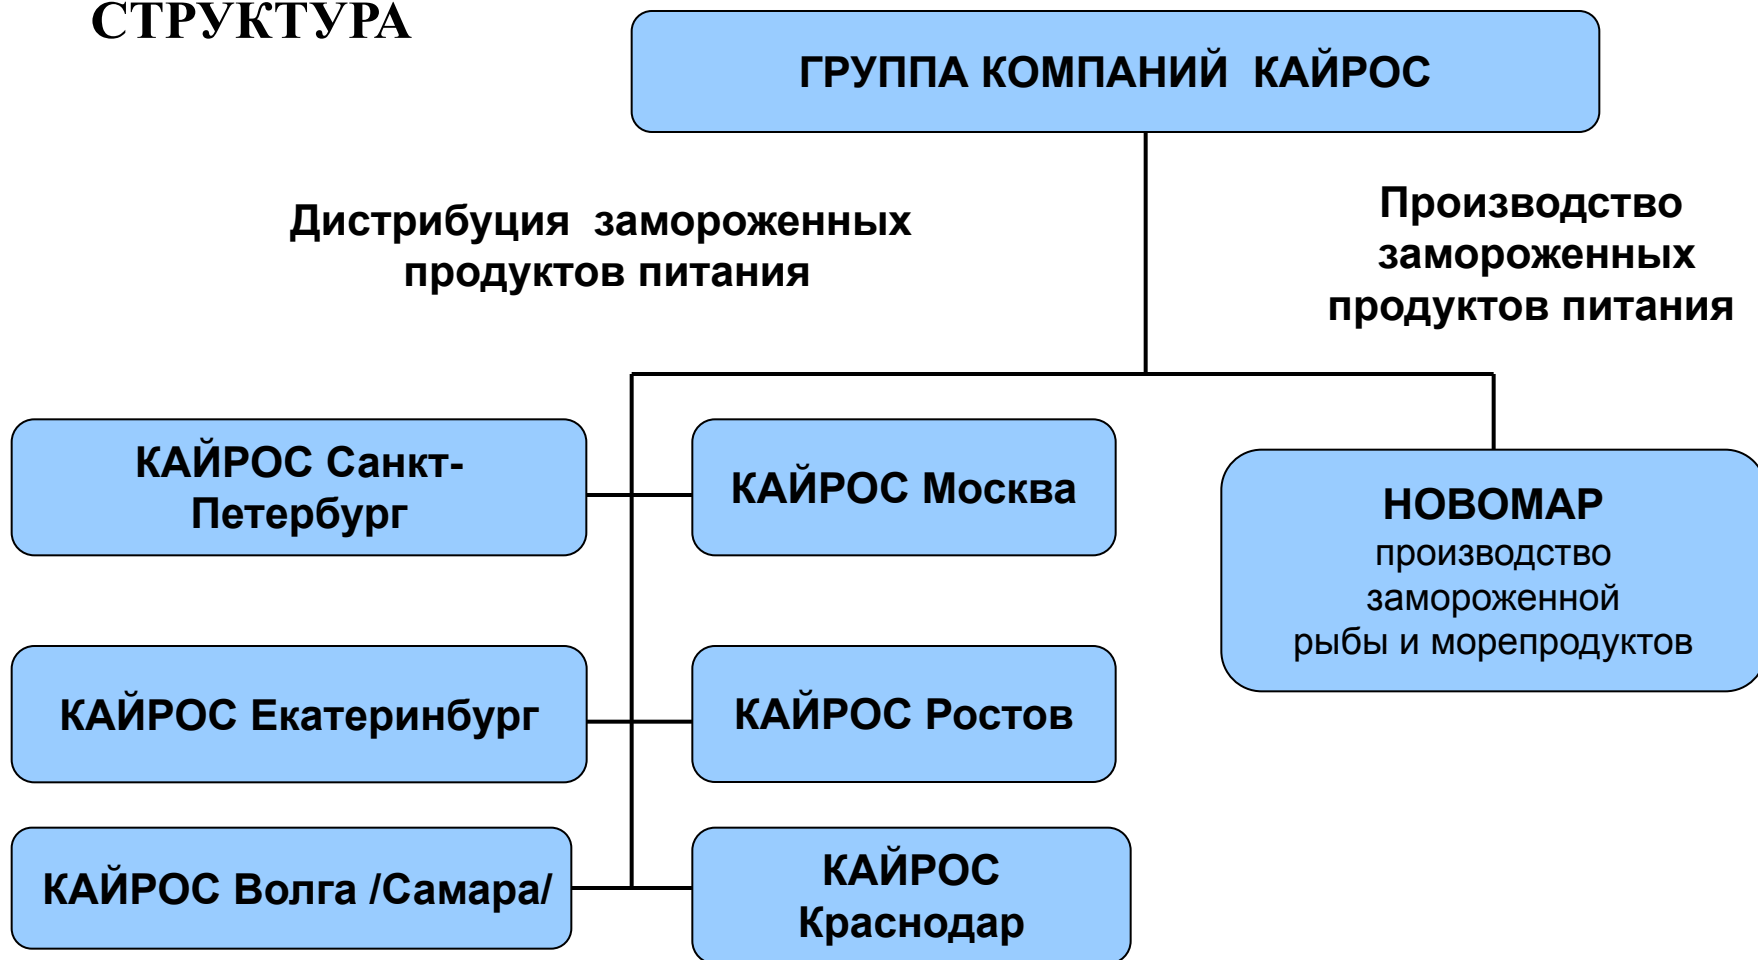 СТРУКТУРА
ГРУППА КОМПАНИЙ КАЙРОС
Дистрибуция замороженных
продуктов питания
Производство
замороженных
продуктов питания
КАЙРОС Санкт-
Петербург
КАЙРОС Москва
НОВОМАР
производство
замороженной
рыбы и морепродуктов
КАЙРОС Екатеринбург
КАЙРОС Ростов
КАЙРОС Волга /Самара/
КАЙРОС
Краснодар